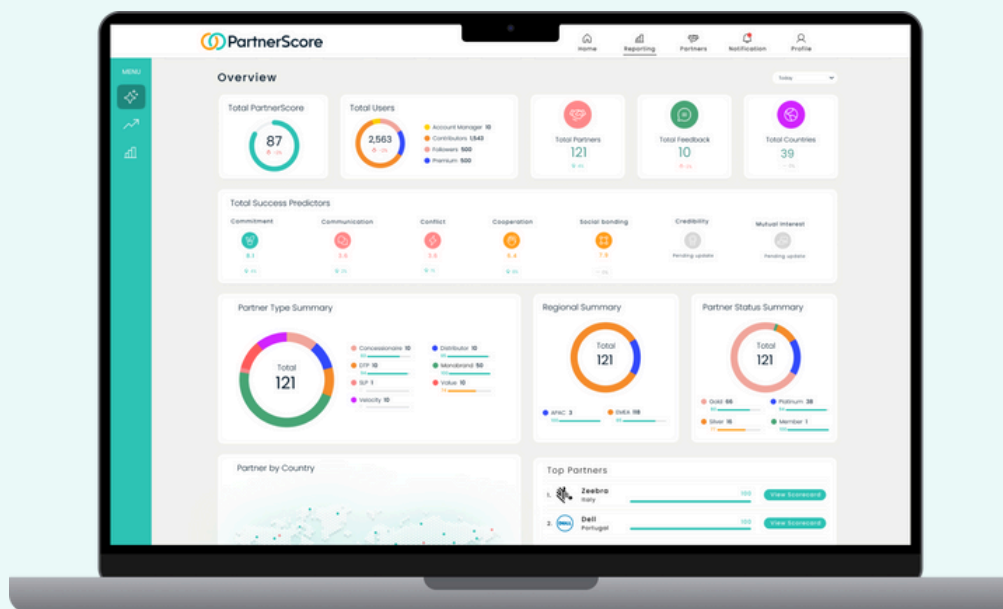 PartnerScore
Home
Reporting
Partners
Notification
Profile
MENU
Overview
Today
Total PartnerScore
87
Total Users
2,563
Account Manager 10
Contributors 1,543
Followers 500
Premium 500
Total Partners
121
Total Feedback
10
Total Countries
39
Total Success Predictors
Commitment
Communication
Conflict
Cooperation
Social bonding
Credibility
Mutual Interest
Pending update
Pending update
Partner Type Summary
Total
121
Concessionaire 10
Distributor 10
DTP 10
Monobrand 50
SLP 1
Value 10
Velocity 10
Regional Summary
Total
121
APAC 3
EMEA 118
Partner Status Summary
Total
121
Gold 66
Platinum 38
Silver 16
Member 1
Partner by Country
Top Partners
1. Zeebra
Italy
100
View Scorecard
2. DELL
Dell
Portugal
100
View Scorecard